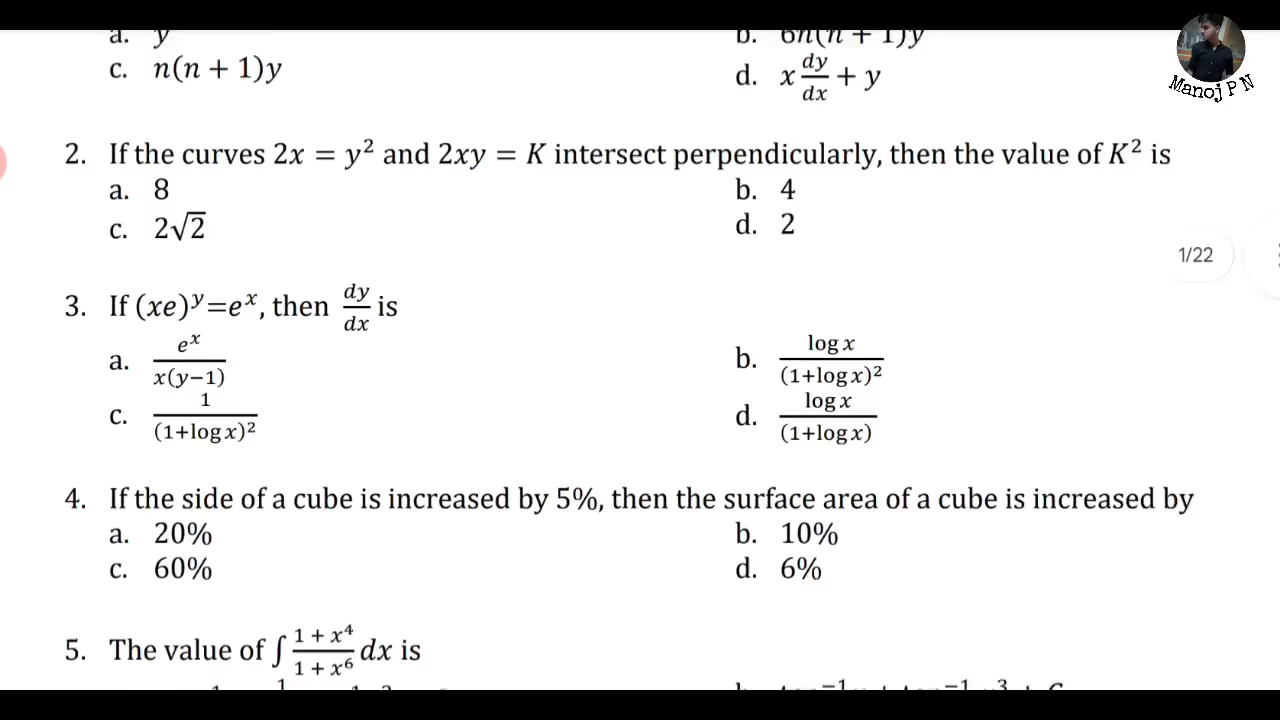 a. y b. 6n(n + 1)y
c. n(n + 1)y d. x dy/dx + y
Manoj P N
2. If the curves 2x = y² and 2xy = K intersect perpendicularly, then the value of K² is
a. 8 b. 4
c. 2√2 d. 2
1/22
3. If (xe)ʸ=eˣ, then dy/dx is
a. eˣ/x(y−1) b. log x/(1+log x)²
c. 1/(1+log x)² d. log x/(1+log x)
4. If the side of a cube is increased by 5%, then the surface area of a cube is increased by
a. 20% b. 10%
c. 60% d. 6%
5. The value of ∫ 1 + x⁴/1 + x⁶ dx is